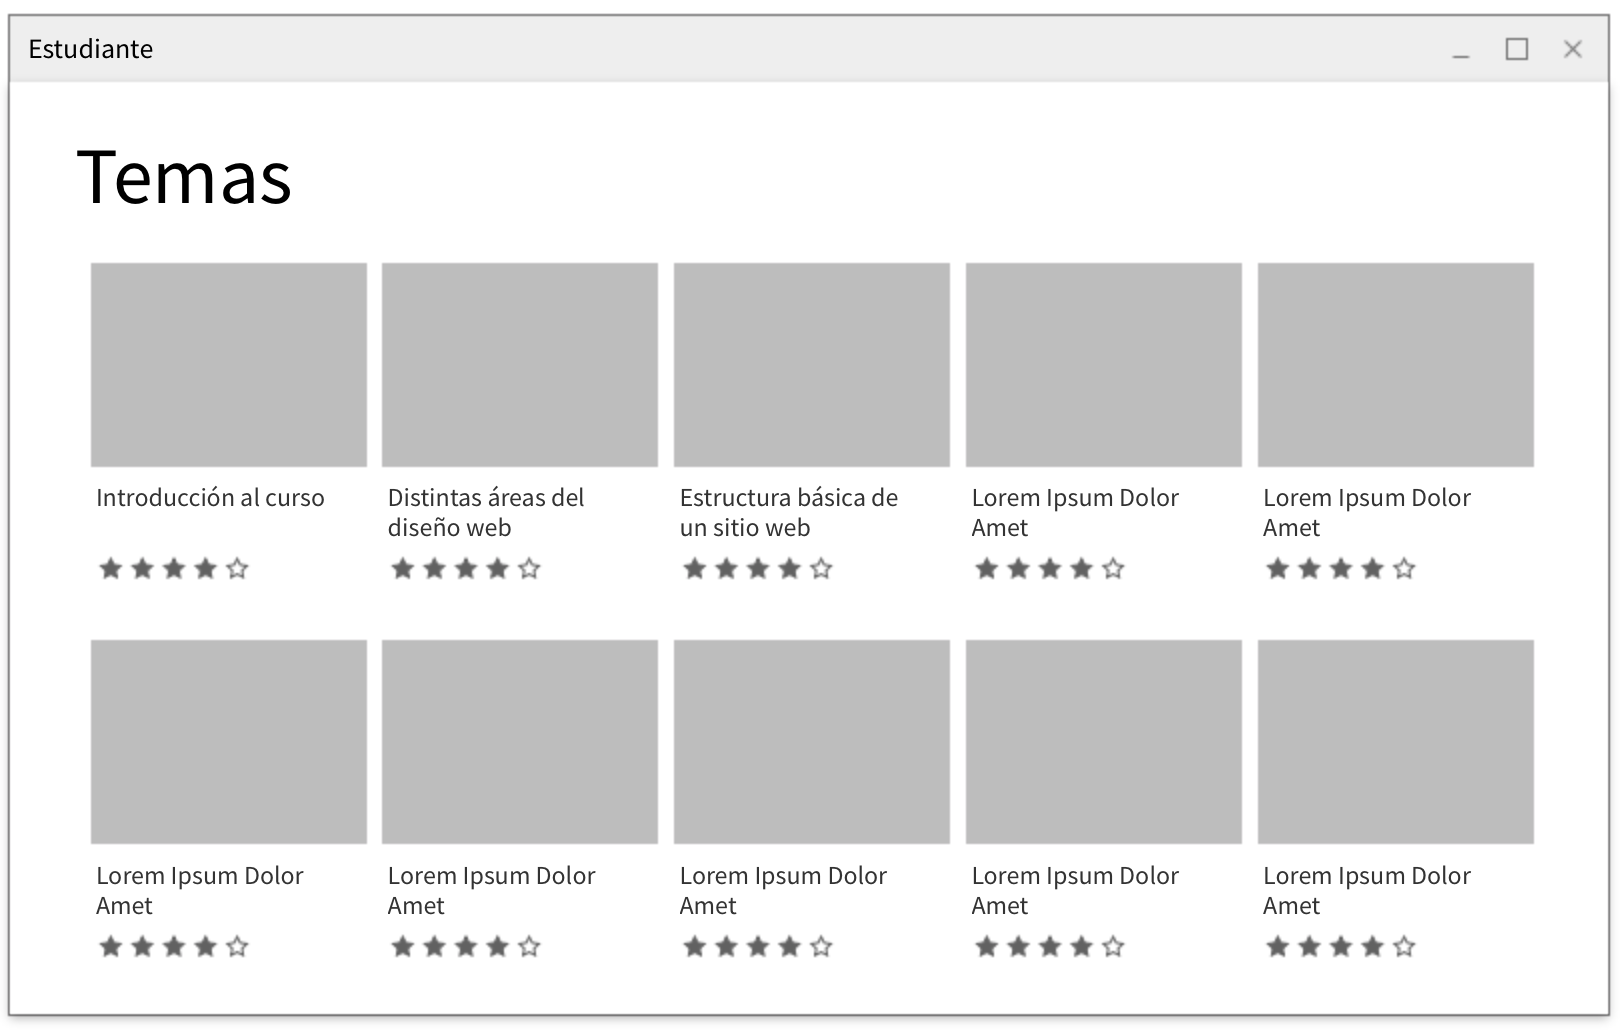 Estudiante
Temas
Introducción al curso
Distintas áreas del
diseño web
Estructura básica de
un sitio web
Lorem Ipsum Dolor
Amet
Lorem Ipsum Dolor
Amet
Lorem Ipsum Dolor
Amet
Lorem Ipsum Dolor
Amet
Lorem Ipsum Dolor
Amet
Lorem Ipsum Dolor
Amet
Lorem Ipsum Dolor
Amet